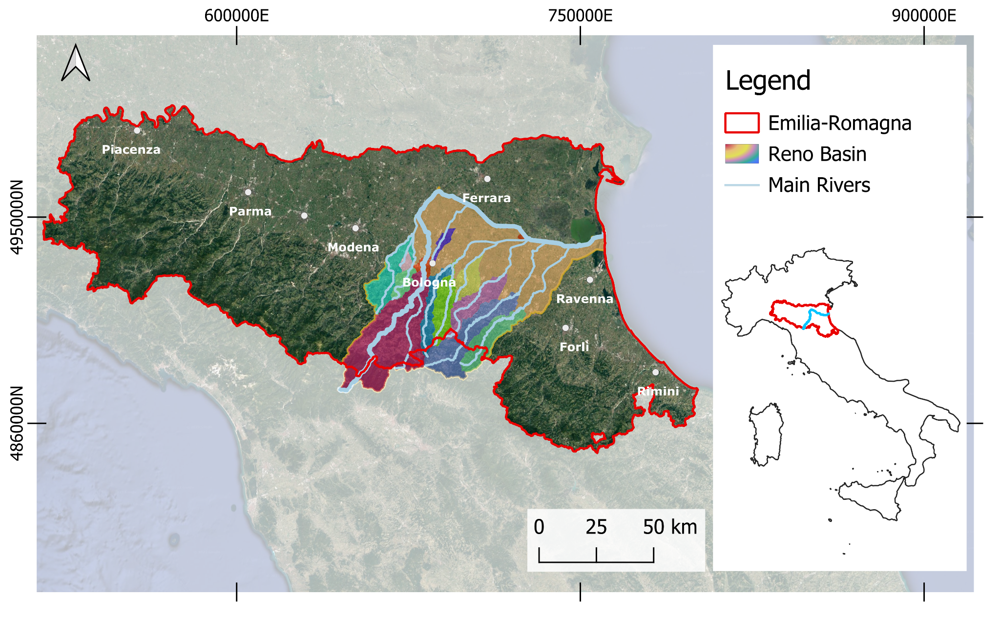 600000E 750000E 900000E
Legend
Emilia-Romagna
Reno Basin
Main Rivers
4950000N
4860000N
Piacenza
Parma
Modena
Ferrara
Bologna
Ravenna
Forlì
Rimini
0 25 50 km